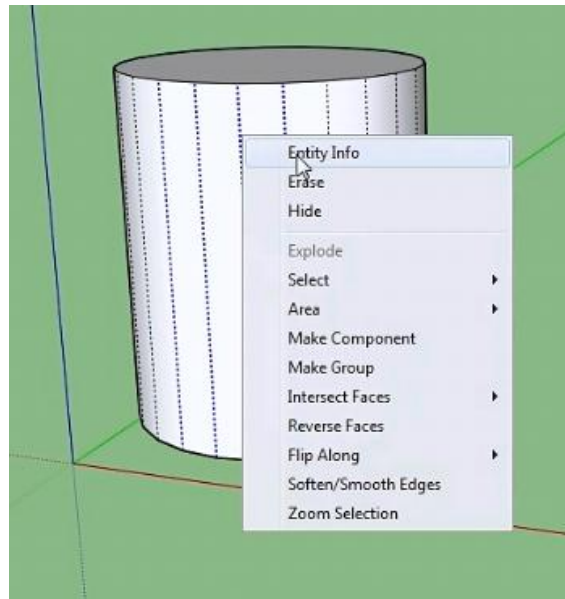 Entity Info
Erase
Hide
Explode
Select
Area
Make Component
Make Group
Intersect Faces
Reverse Faces
Flip Along
Soften/Smooth Edges
Zoom Selection